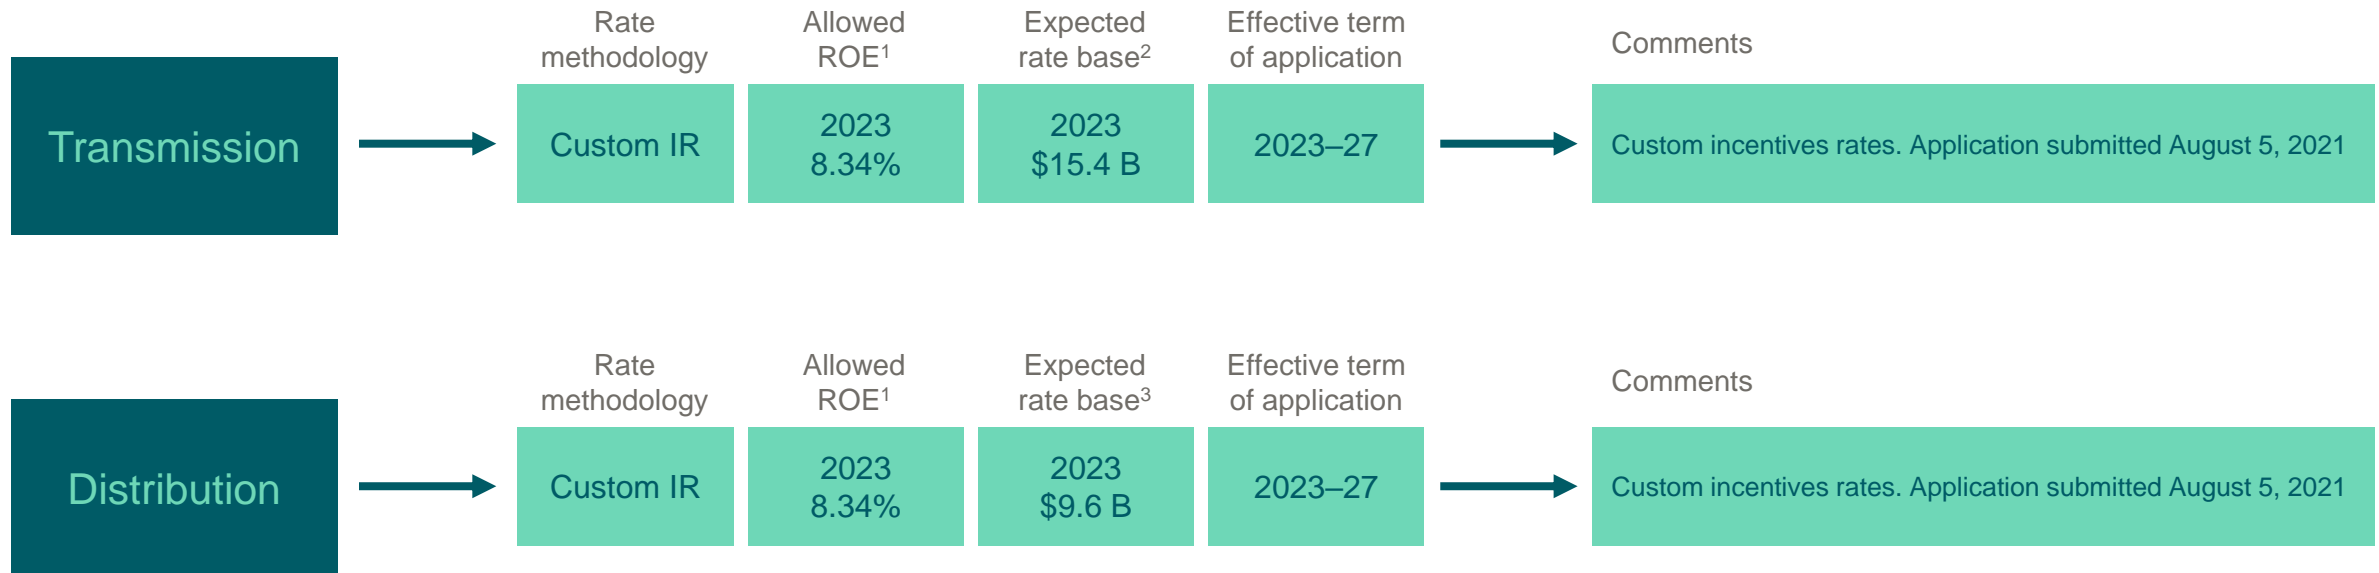 Transmission
Rate
methodology
Custom IR
Allowed
ROE¹
2023
8.34%
Expected
rate base²
2023
$15.4 B
Effective term
of application
2023–27
Comments
Custom incentives rates. Application submitted August 5, 2021
Distribution
Rate
methodology
Custom IR
Allowed
ROE¹
2023
8.34%
Expected
rate base³
2023
$9.6 B
Effective term
of application
2023–27
Comments
Custom incentives rates. Application submitted August 5, 2021